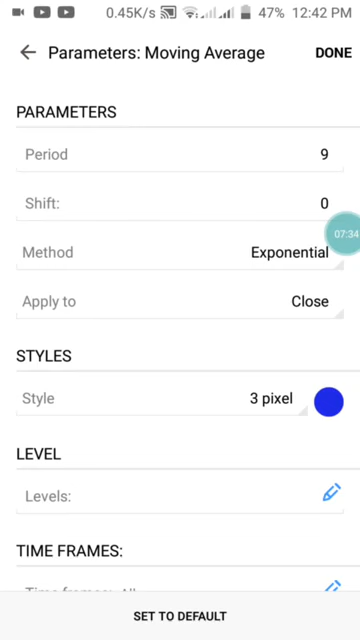 0.45K/s 47% 12:42 PM
Parameters: Moving Average DONE
PARAMETERS
Period 9
Shift: 0
07:34
Method Exponential
Apply to Close
STYLES
Style 3 pixel
LEVEL
Levels:
TIME FRAMES:
Time frames: All
SET TO DEFAULT